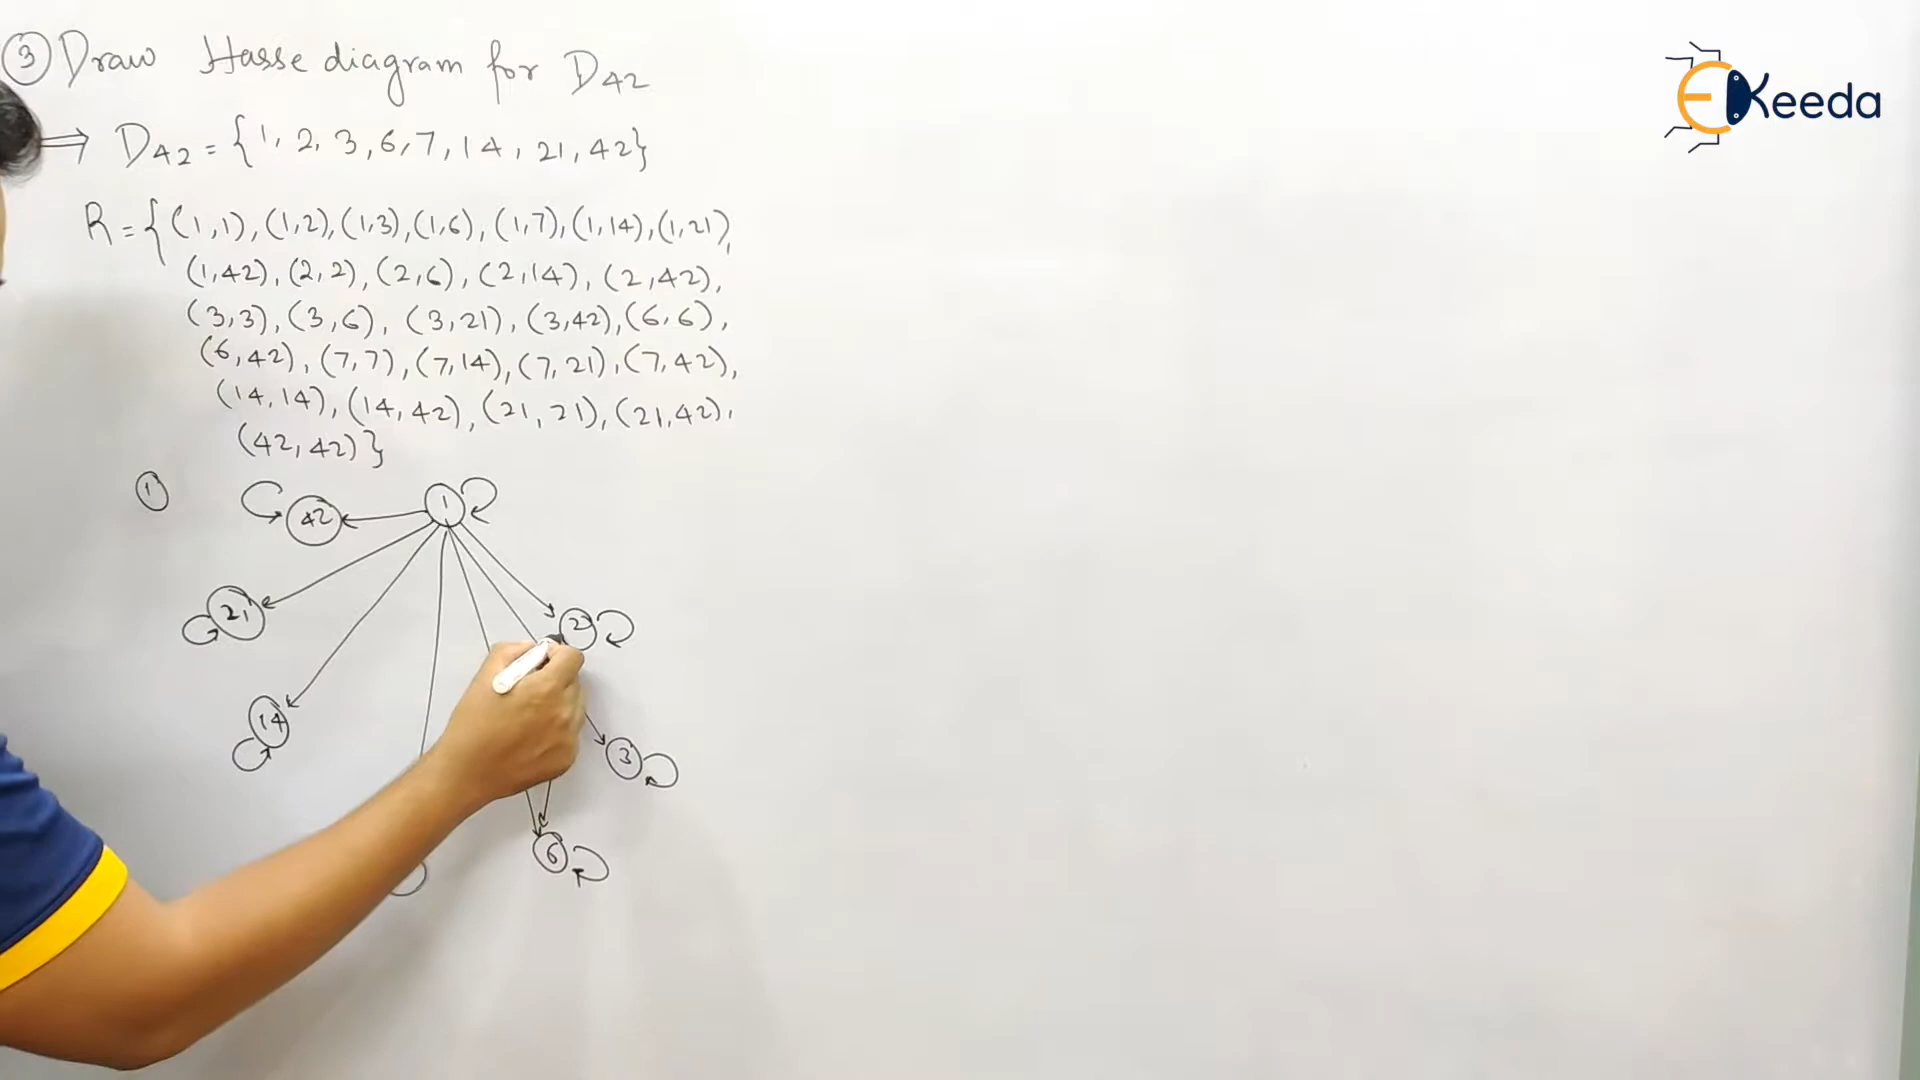 ③ Draw Hasse diagram for D42
⇒ D42 = {1, 2, 3, 6, 7, 14, 21, 42}
R = {(1,1), (1,2), (1,3), (1,6), (1,7), (1,14), (1,21),
(1,42), (2,2), (2,6), (2,14), (2,42),
(3,3), (3,6), (3,21), (3,42), (6,6),
(6,42), (7,7), (7,14), (7,21), (7,42),
(14,14), (14,42), (21,21), (21,42),
(42,42)}
①
42 1
21 2
14 3
6
EKeeda